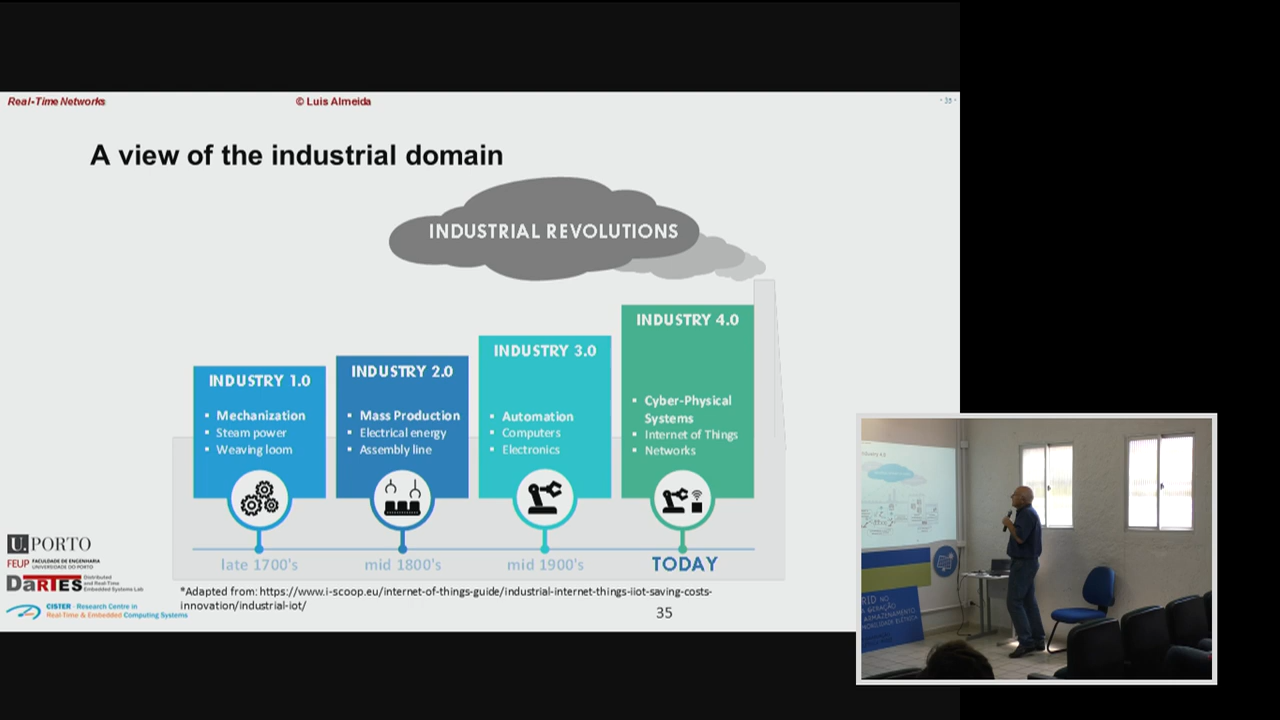 Real-Time Networks
© Luis Almeida
A view of the industrial domain
INDUSTRIAL REVOLUTIONS
INDUSTRY 1.0
▪ Mechanization
▪ Steam power
▪ Weaving loom
INDUSTRY 2.0
▪ Mass Production
▪ Electrical energy
▪ Assembly line
INDUSTRY 3.0
▪ Automation
▪ Computers
▪ Electronics
INDUSTRY 4.0
▪ Cyber-Physical
Systems
▪ Internet of Things
▪ Networks
late 1700's
mid 1800's
mid 1900's
TODAY
U. PORTO
FEUP FACULDADE DE ENGENHARIA
UNIVERSIDADE DO PORTO
DaRTES Distributed
and Real-Time
Embedded Systems Lab
CISTER - Research Centre in
Real-Time & Embedded Computing Systems
*Adapted from: https://www.i-scoop.eu/internet-of-things-guide/industrial-internet-things-iiot-saving-costs-
innovation/industrial-iot/
35
GERAÇÃO,
ARMAZENAMENTO
MOBILIDADE ELÉTRICA